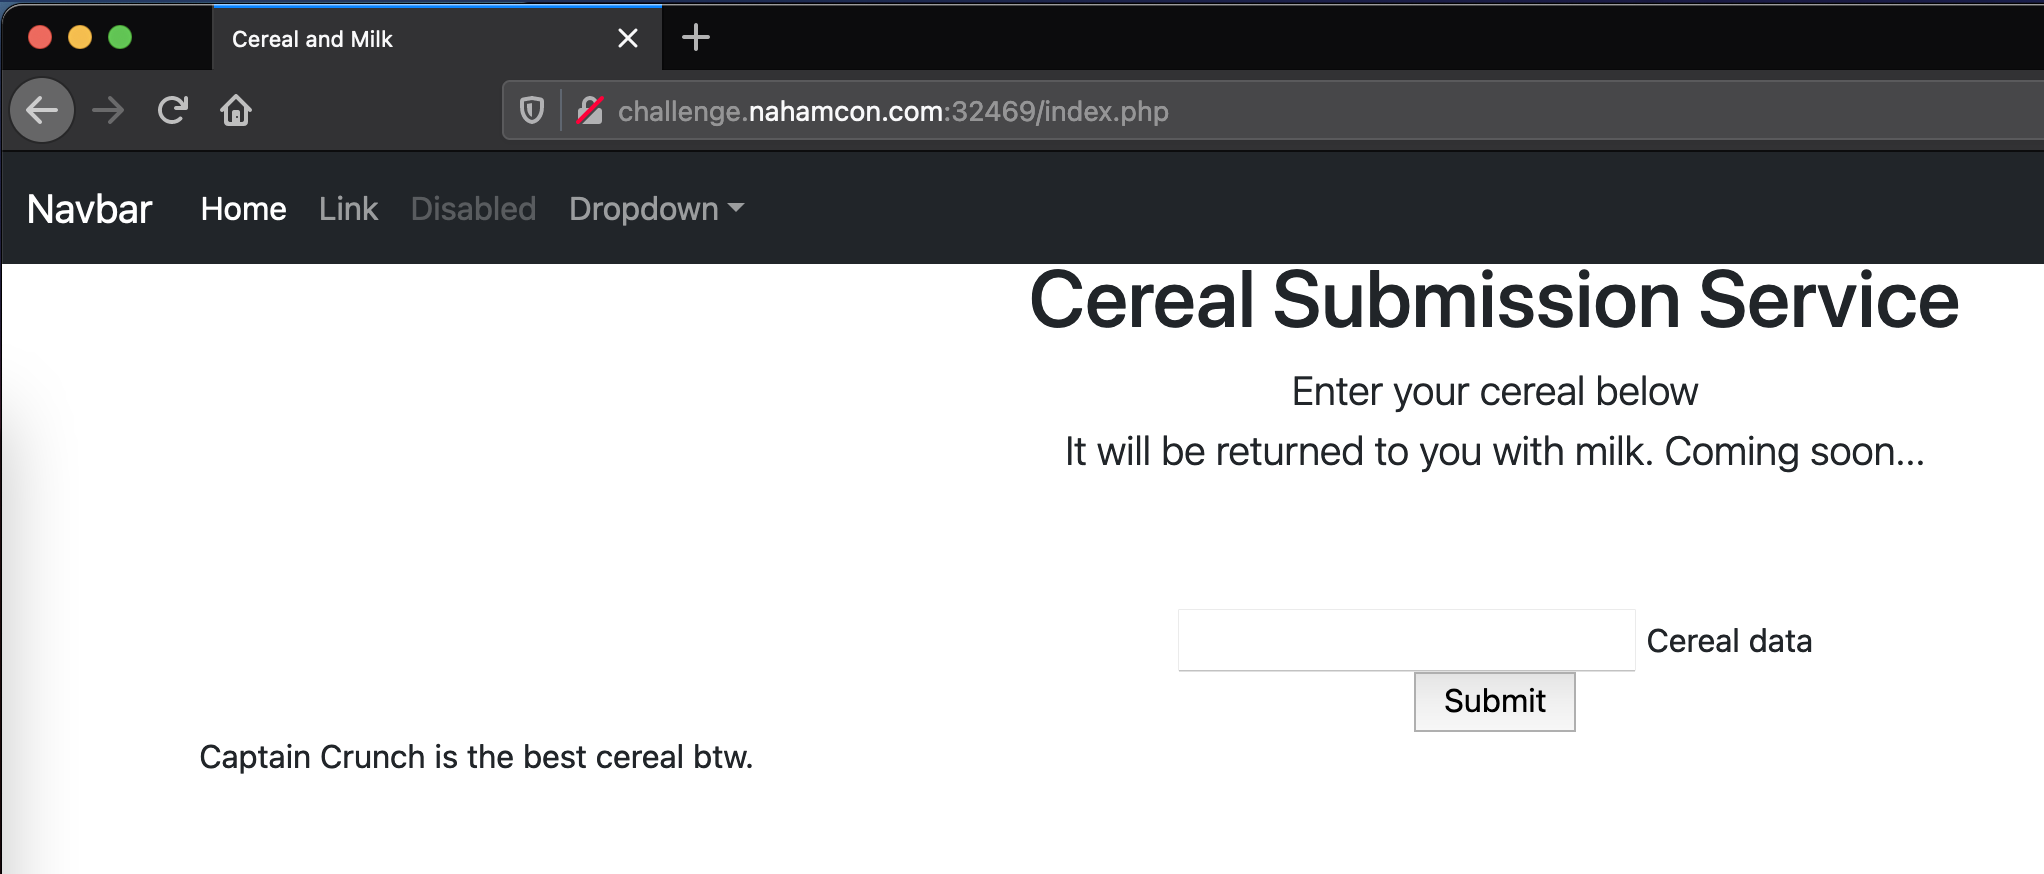 Cereal and Milk
challenge.nahamcon.com:32469/index.php
Navbar Home Link Disabled Dropdown
Cereal Submission Service
Enter your cereal below
It will be returned to you with milk. Coming soon...
Cereal data
Submit
Captain Crunch is the best cereal btw.